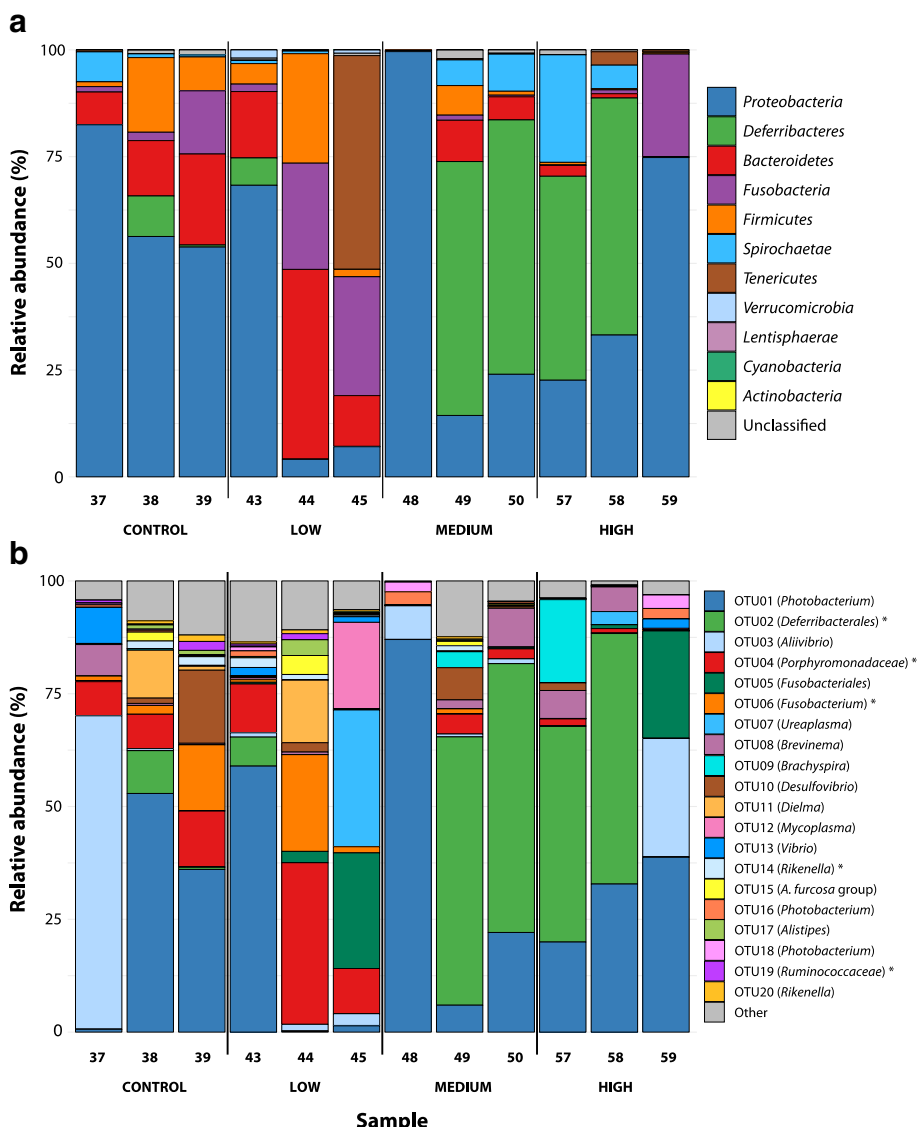 a
100
75
50
25
0
Relative abundance (%)
Proteobacteria
Deferribacteres
Bacteroidetes
Fusobacteria
Firmicutes
Spirochaetae
Tenericutes
Verrucomicrobia
Lentisphaerae
Cyanobacteria
Actinobacteria
Unclassified
37 38 39 43 44 45 48 49 50 57 58 59
CONTROL LOW MEDIUM HIGH
b
100
75
50
25
0
Relative abundance (%)
OTU01 (Photobacterium)
OTU02 (Deferribacterales) *
OTU03 (Aliivibrio)
OTU04 (Porphyromonadaceae) *
OTU05 (Fusobacteriales)
OTU06 (Fusobacterium) *
OTU07 (Ureaplasma)
OTU08 (Brevinema)
OTU09 (Brachyspira)
OTU10 (Desulfovibrio)
OTU11 (Dielma)
OTU12 (Mycoplasma)
OTU13 (Vibrio)
OTU14 (Rikenella) *
OTU15 (A. furcosa group)
OTU16 (Photobacterium)
OTU17 (Alistipes)
OTU18 (Photobacterium)
OTU19 (Ruminococcaceae) *
OTU20 (Rikenella)
Other
37 38 39 43 44 45 48 49 50 57 58 59
CONTROL LOW MEDIUM HIGH
Sample